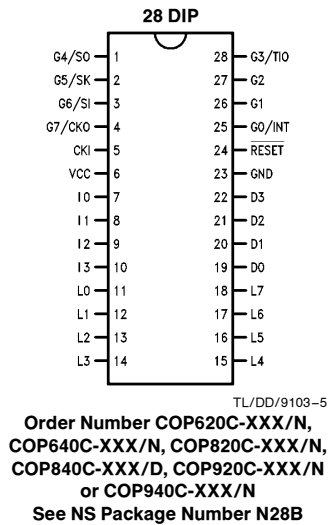 28 DIP
G4/SO 1 28 G3/TIO
G5/SK 2 27 G2
G6/SI 3 26 G1
G7/CKO 4 25 G0/INT
CKI 5 24 RESET
VCC 6 23 GND
I0 7 22 D3
I1 8 21 D2
I2 9 20 D1
I3 10 19 D0
L0 11 18 L7
L1 12 17 L6
L2 13 16 L5
L3 14 15 L4
TL/DD/9103–5
Order Number COP620C-XXX/N,
COP640C-XXX/N, COP820C-XXX/N,
COP840C-XXX/D, COP920C-XXX/N
or COP940C-XXX/N
See NS Package Number N28B